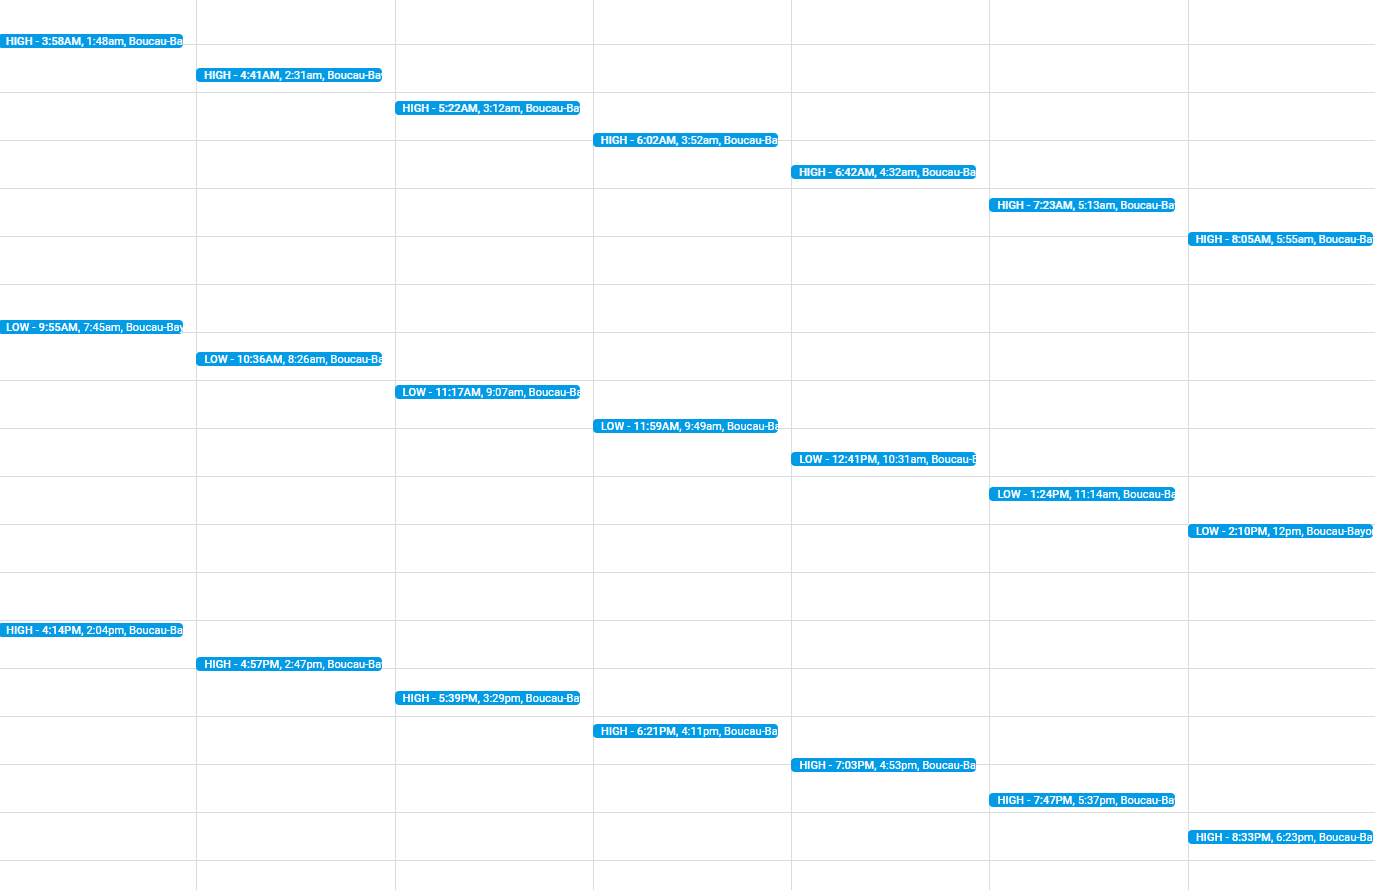 HIGH - 3:58AM, 1:48am, Boucau-Ba
HIGH - 4:41AM, 2:31am, Boucau-Ba
HIGH - 5:22AM, 3:12am, Boucau-Ba
HIGH - 6:02AM, 3:52am, Boucau-Ba
HIGH - 6:42AM, 4:32am, Boucau-Ba
HIGH - 7:23AM, 5:13am, Boucau-Ba
HIGH - 8:05AM, 5:55am, Boucau-Ba
LOW - 9:55AM, 7:45am, Boucau-Bay
LOW - 10:36AM, 8:26am, Boucau-Ba
LOW - 11:17AM, 9:07am, Boucau-Ba
LOW - 11:59AM, 9:49am, Boucau-Ba
LOW - 12:41PM, 10:31am, Boucau-B
LOW - 1:24PM, 11:14am, Boucau-Ba
LOW - 2:10PM, 12pm, Boucau-Bayo
HIGH - 4:14PM, 2:04pm, Boucau-Ba
HIGH - 4:57PM, 2:47pm, Boucau-Ba
HIGH - 5:39PM, 3:29pm, Boucau-Ba
HIGH - 6:21PM, 4:11pm, Boucau-Ba
HIGH - 7:03PM, 4:53pm, Boucau-Ba
HIGH - 7:47PM, 5:37pm, Boucau-Ba
HIGH - 8:33PM, 6:23pm, Boucau-Ba